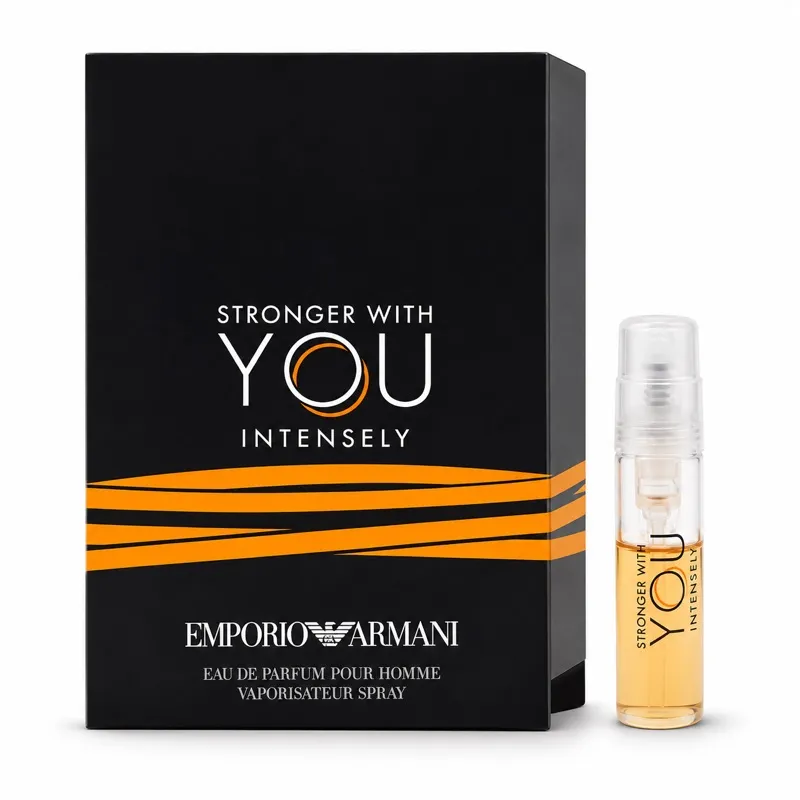 STRONGER WITH
YOU
INTENSELY
EMPORIO ARMANI
EAU DE PARFUM POUR HOMME
VAPORISATEUR SPRAY
STRONGER WITH
YOU
INTENSELY